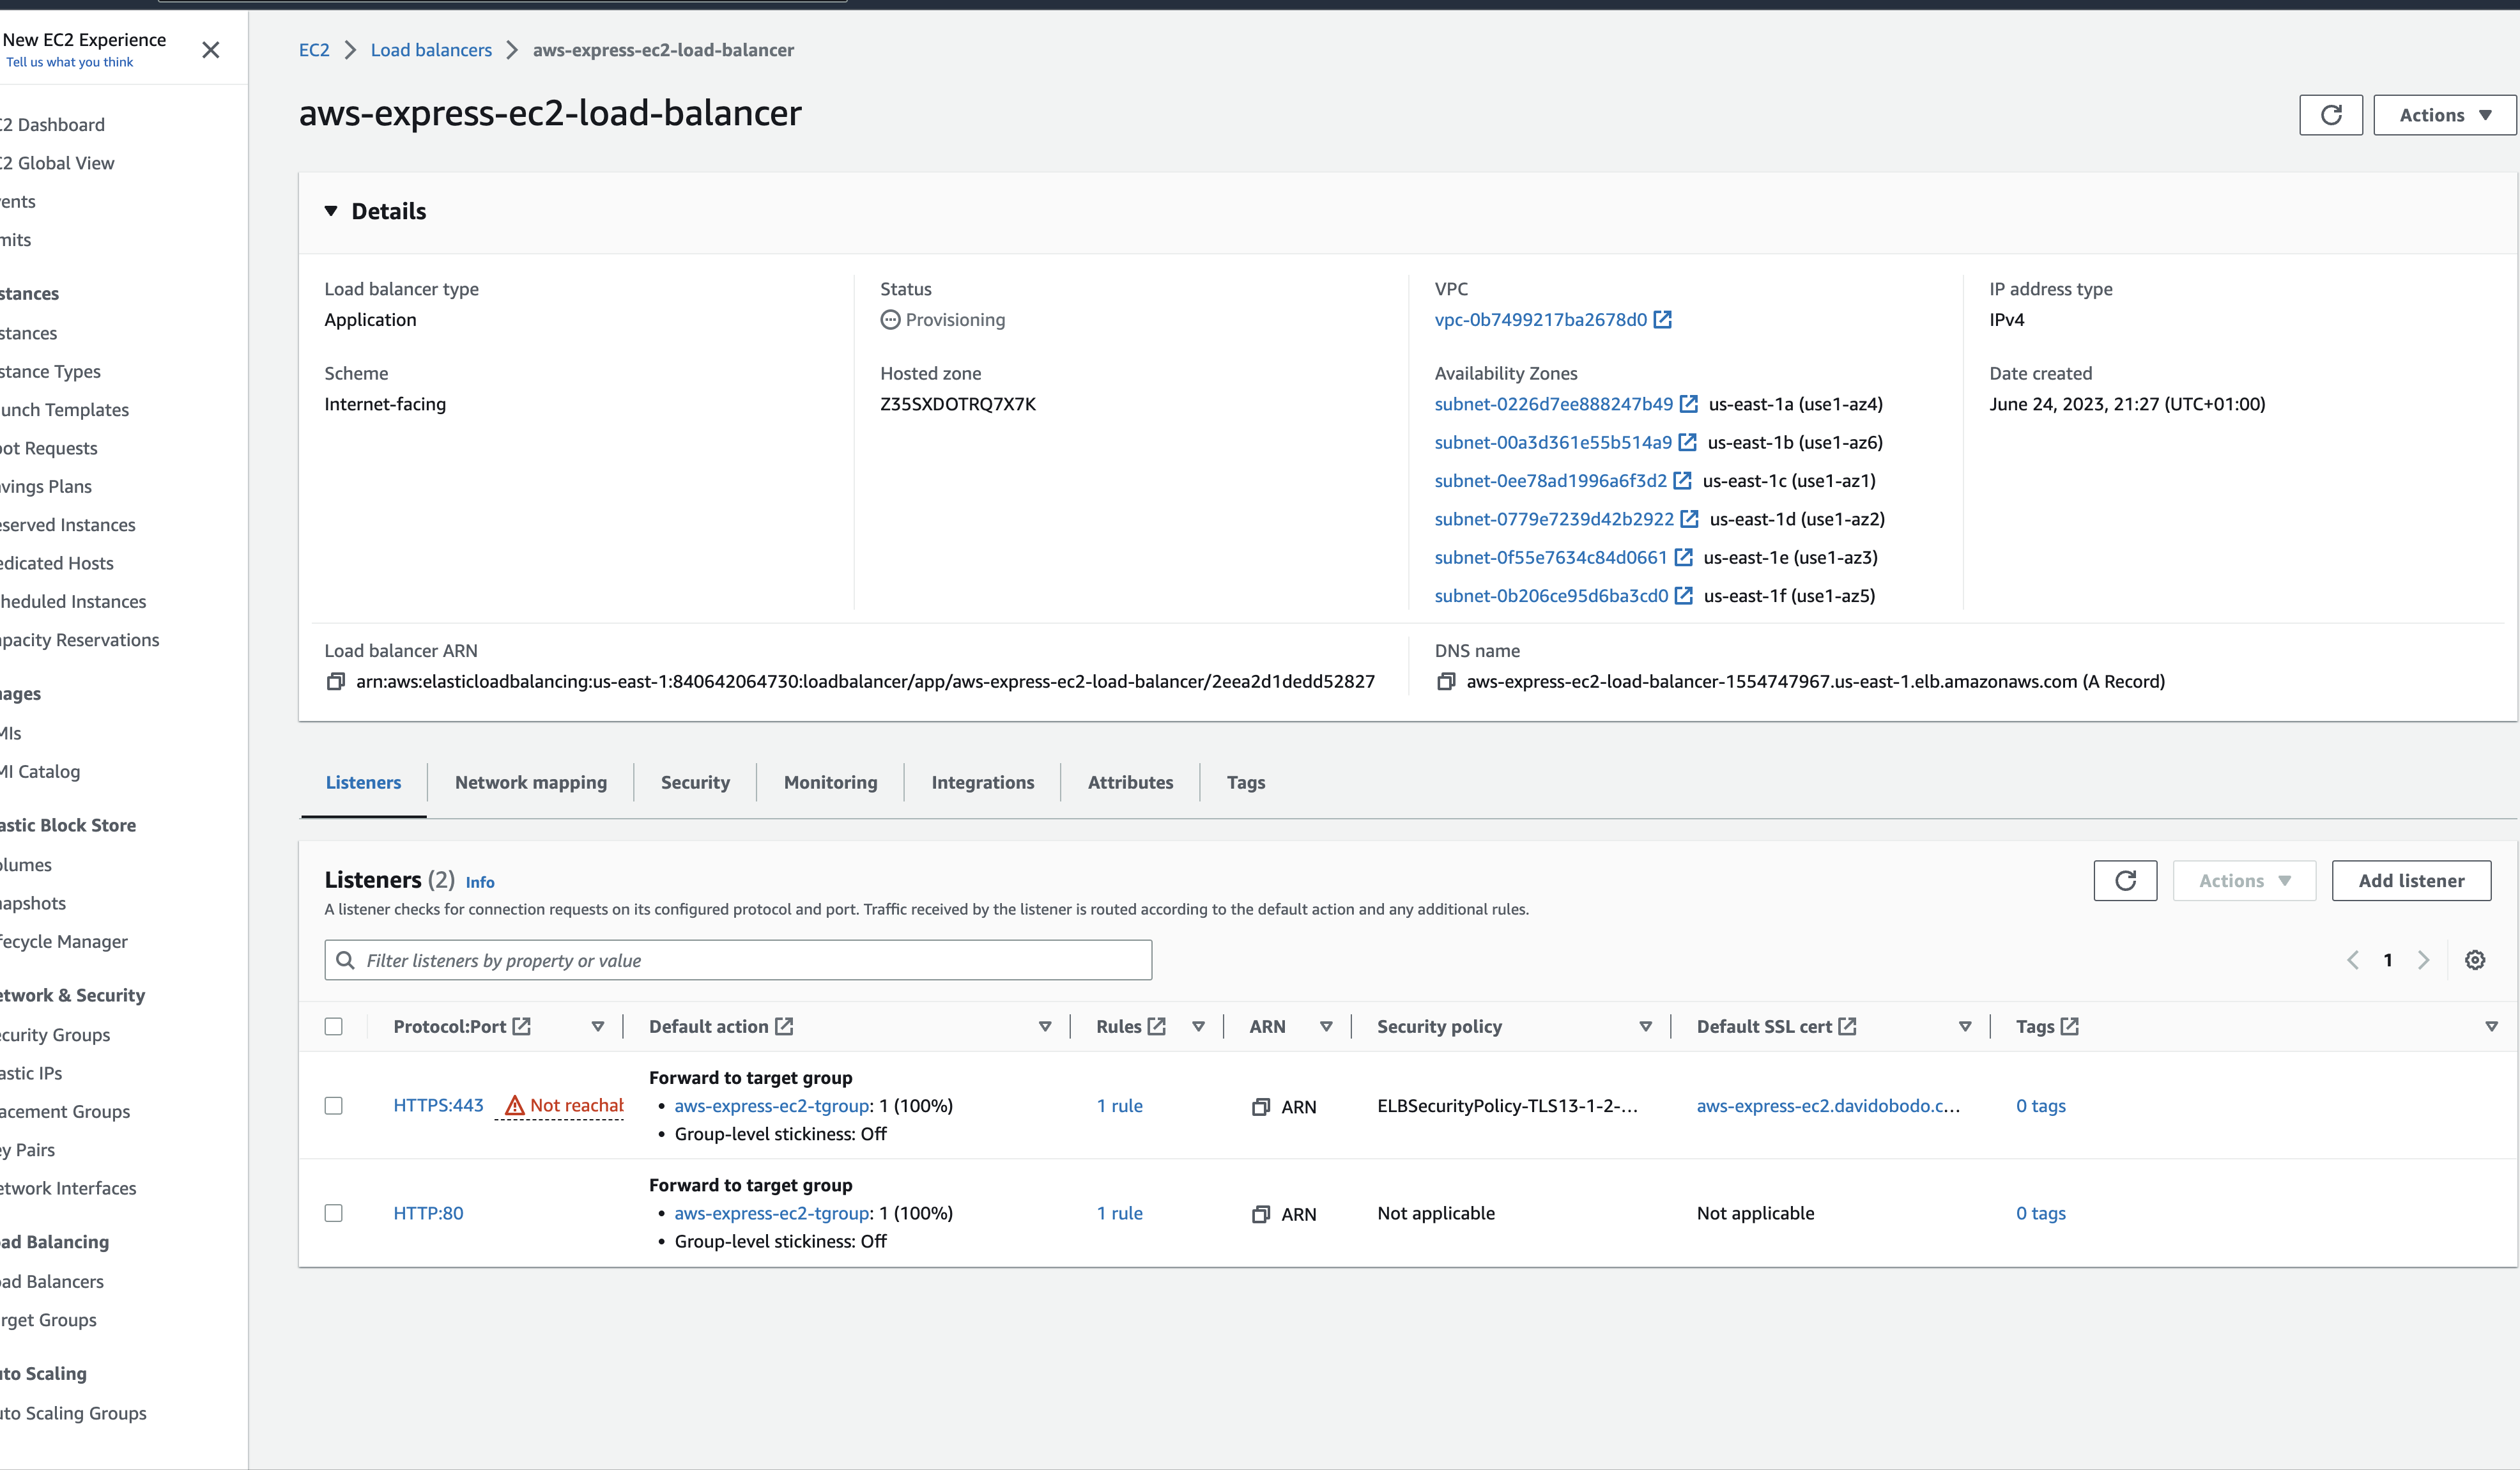 New EC2 Experience
Tell us what you think
C2 Dashboard
C2 Global View
ents
mits
stances
stances
stance Types
unch Templates
ot Requests
vings Plans
eserved Instances
edicated Hosts
heduled Instances
apacity Reservations
ages
MIs
MI Catalog
astic Block Store
olumes
napshots
fecycle Manager
etwork & Security
ecurity Groups
astic IPs
acement Groups
ey Pairs
etwork Interfaces
ad Balancing
ad Balancers
rget Groups
uto Scaling
uto Scaling Groups
EC2 Load balancers aws-express-ec2-load-balancer
aws-express-ec2-load-balancer
Actions
Details
Load balancer type
Application
Scheme
Internet-facing
Status
Provisioning
Hosted zone
Z35SXDOTRQ7X7K
VPC
vpc-0b7499217ba2678d0
Availability Zones
subnet-0226d7ee888247b49 us-east-1a (use1-az4)
subnet-00a3d361e55b514a9 us-east-1b (use1-az6)
subnet-0ee78ad1996a6f3d2 us-east-1c (use1-az1)
subnet-0779e7239d42b2922 us-east-1d (use1-az2)
subnet-0f55e7634c84d0661 us-east-1e (use1-az3)
subnet-0b206ce95d6ba3cd0 us-east-1f (use1-az5)
IP address type
IPv4
Date created
June 24, 2023, 21:27 (UTC+01:00)
Load balancer ARN
arn:aws:elasticloadbalancing:us-east-1:840642064730:loadbalancer/app/aws-express-ec2-load-balancer/2eea2d1dedd52827
DNS name
aws-express-ec2-load-balancer-1554747967.us-east-1.elb.amazonaws.com (A Record)
Listeners Network mapping Security Monitoring Integrations Attributes Tags
Listeners (2) Info
Actions Add listener
A listener checks for connection requests on its configured protocol and port. Traffic received by the listener is routed according to the default action and any additional rules.
Filter listeners by property or value
1
Protocol:Port Default action Rules ARN Security policy Default SSL cert Tags
Forward to target group
HTTPS:443 Not reachab • aws-express-ec2-tgroup: 1 (100%) 1 rule ARN ELBSecurityPolicy-TLS13-1-2-... aws-express-ec2.davidobodo.c... 0 tags
• Group-level stickiness: Off
Forward to target group
HTTP:80 • aws-express-ec2-tgroup: 1 (100%) 1 rule ARN Not applicable Not applicable 0 tags
• Group-level stickiness: Off